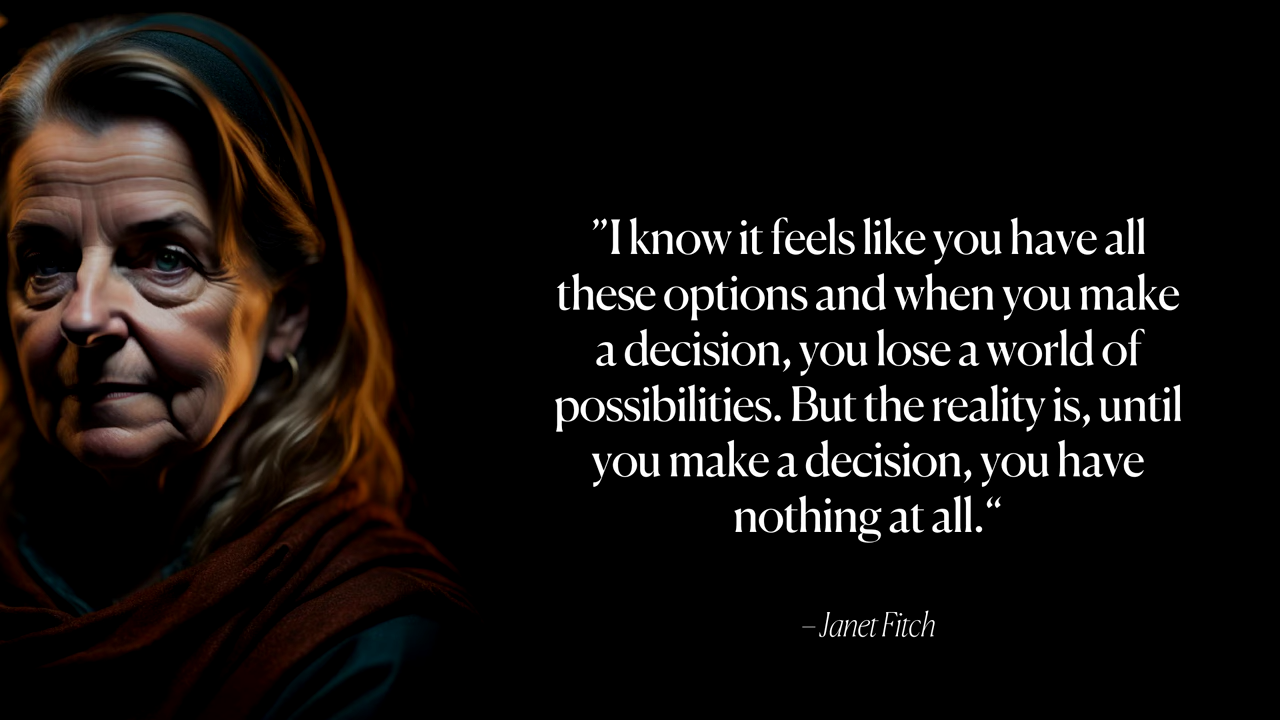 ”I know it feels like you have all
these options and when you make
a decision, you lose a world of
possibilities. But the reality is, until
you make a decision, you have
nothing at all.“
– Janet Fitch